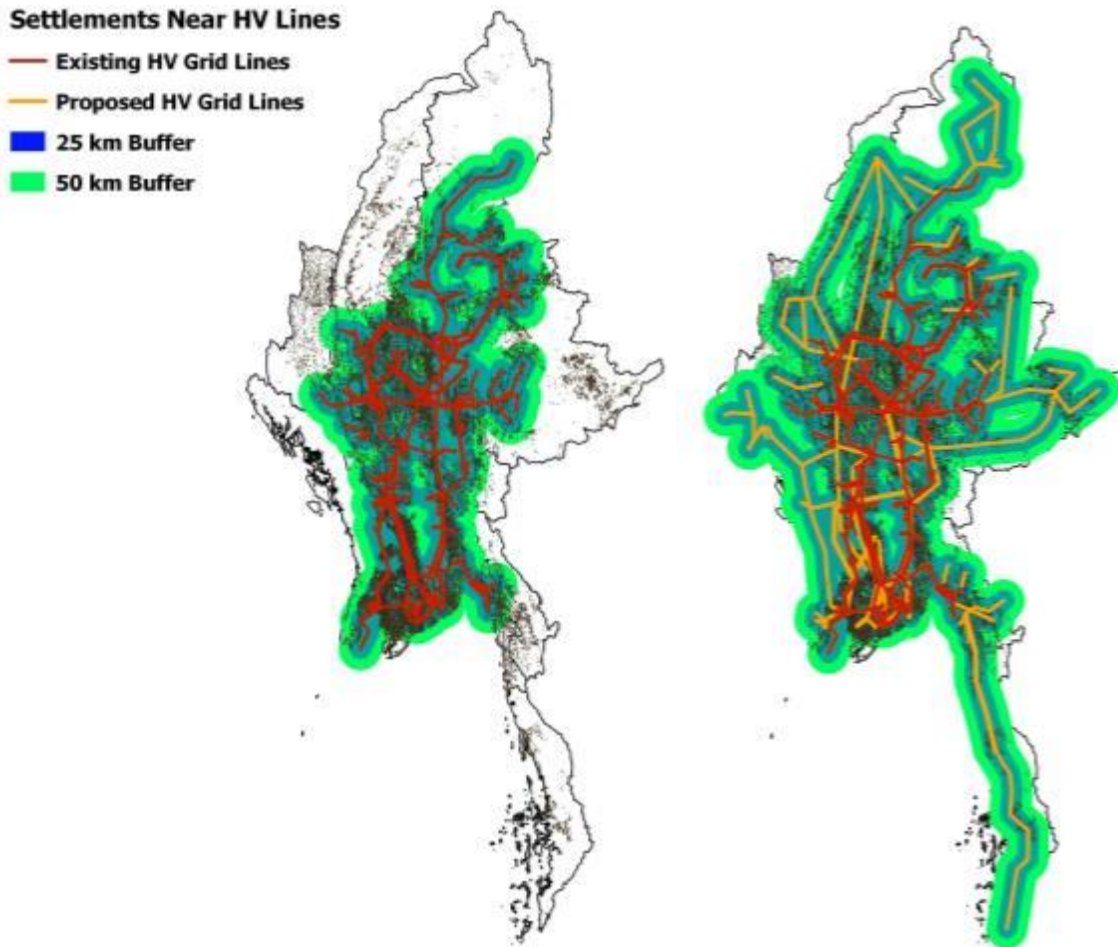 Settlements Near HV Lines
Existing HV Grid Lines
Proposed HV Grid Lines
25 km Buffer
50 km Buffer